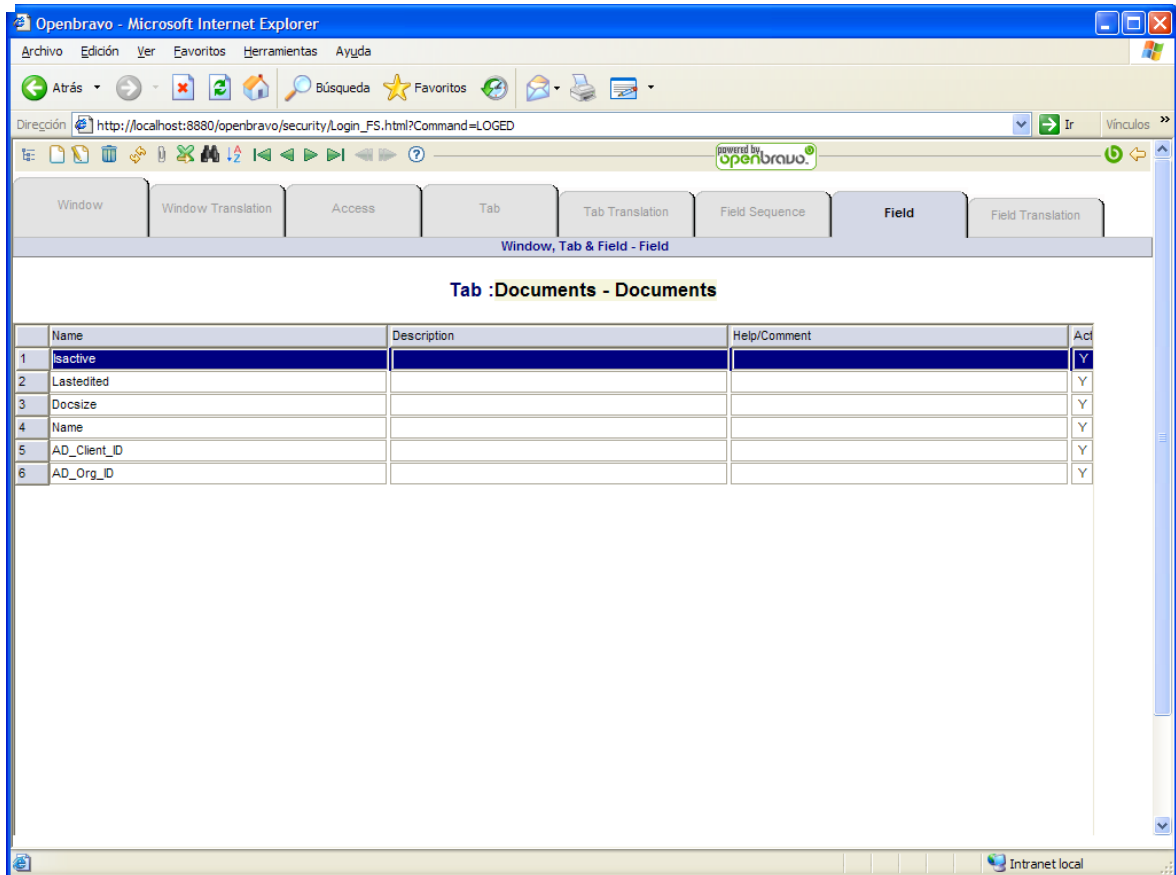 Openbravo - Microsoft Internet Explorer
Archivo Edición Ver Favoritos Herramientas Ayuda
Atrás Búsqueda Favoritos
Dirección http://localhost:8880/openbravo/security/Login_FS.html?Command=LOGED Ir Vínculos »
powered by
openbravo.
Window Window Translation Access Tab Tab Translation Field Sequence Field Field Translation
Window, Tab & Field - Field
Tab :Documents - Documents
Name Description Help/Comment Act
1 Isactive Y
2 Lastedited Y
3 Docsize Y
4 Name Y
5 AD_Client_ID Y
6 AD_Org_ID Y
Intranet local